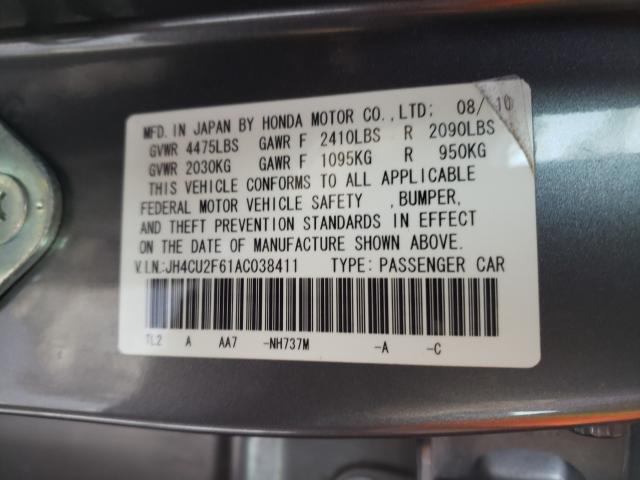 MFD. IN JAPAN BY HONDA MOTOR CO., LTD; 08/10
GVWR 4475LBS GAWR F 2410LBS R 2090LBS
GVWR 2030KG GAWR F 1095KG R 950KG
THIS VEHICLE CONFORMS TO ALL APPLICABLE
FEDERAL MOTOR VEHICLE SAFETY , BUMPER,
AND THEFT PREVENTION STANDARDS IN EFFECT
ON THE DATE OF MANUFACTURE SHOWN ABOVE.
V.I.N.:JH4CU2F61AC038411 TYPE: PASSENGER CAR
TL2 A AA7 -NH737M -A -C